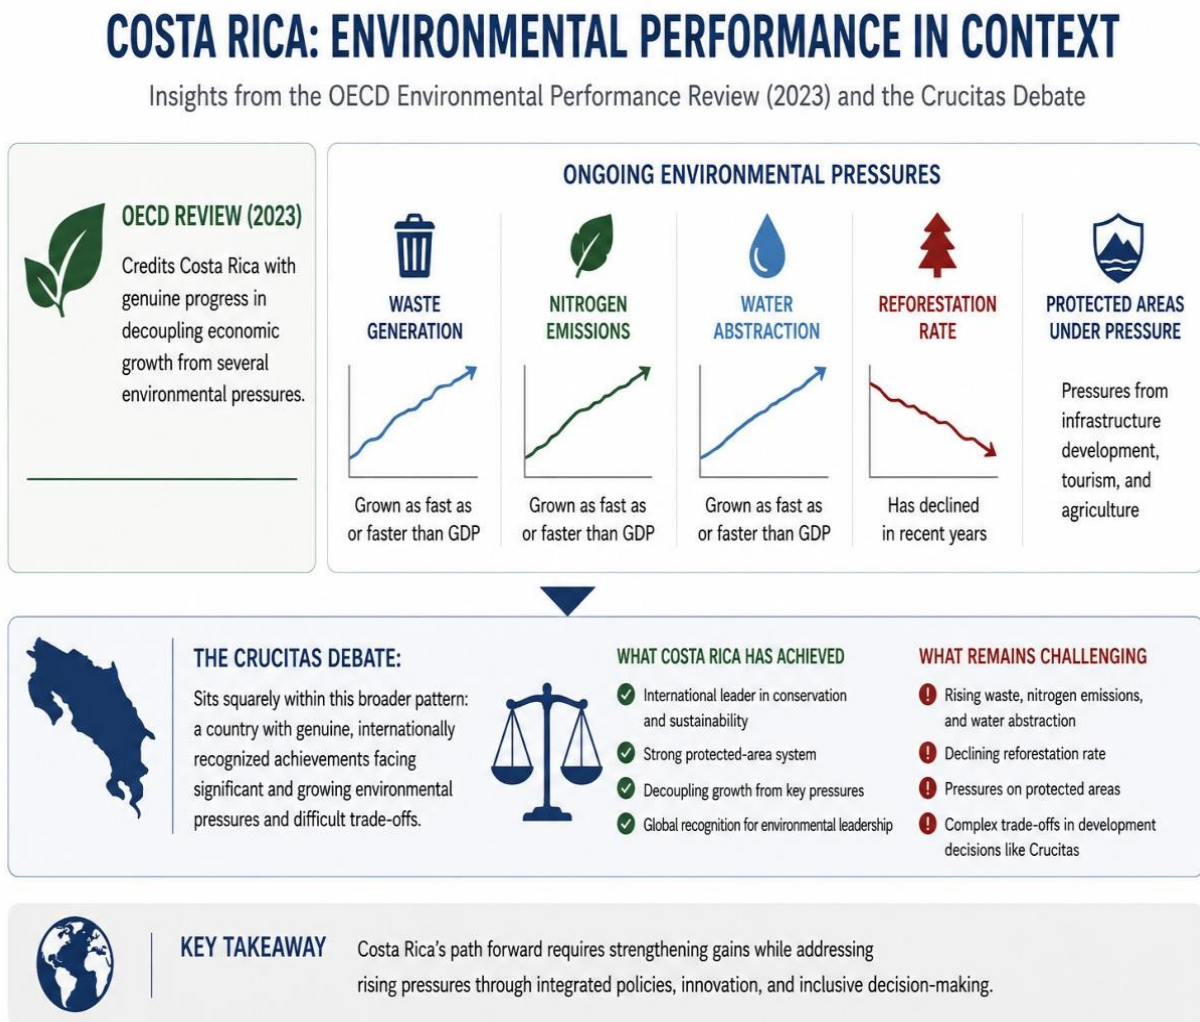 COSTA RICA: ENVIRONMENTAL PERFORMANCE IN CONTEXT
Insights from the OECD Environmental Performance Review (2023) and the Crucitas Debate
OECD REVIEW (2023)
Credits Costa Rica with
genuine progress in
decoupling economic
growth from several
environmental pressures.
ONGOING ENVIRONMENTAL PRESSURES
WASTE
GENERATION
Grown as fast as
or faster than GDP
NITROGEN
EMISSIONS
Grown as fast as
or faster than GDP
WATER
ABSTRACTION
Grown as fast as
or faster than GDP
REFORESTATION
RATE
Has declined
in recent years
PROTECTED AREAS
UNDER PRESSURE
Pressures from
infrastructure
development,
tourism, and
agriculture
THE CRUCITAS DEBATE:
Sits squarely within this broader pattern:
a country with genuine, internationally
recognized achievements facing
significant and growing environmental
pressures and difficult trade-offs.
WHAT COSTA RICA HAS ACHIEVED
International leader in conservation
and sustainability
Strong protected-area system
Decoupling growth from key pressures
Global recognition for environmental leadership
WHAT REMAINS CHALLENGING
Rising waste, nitrogen emissions,
and water abstraction
Declining reforestation rate
Pressures on protected areas
Complex trade-offs in development
decisions like Crucitas
KEY TAKEAWAY
Costa Rica's path forward requires strengthening gains while addressing
rising pressures through integrated policies, innovation, and inclusive decision-making.